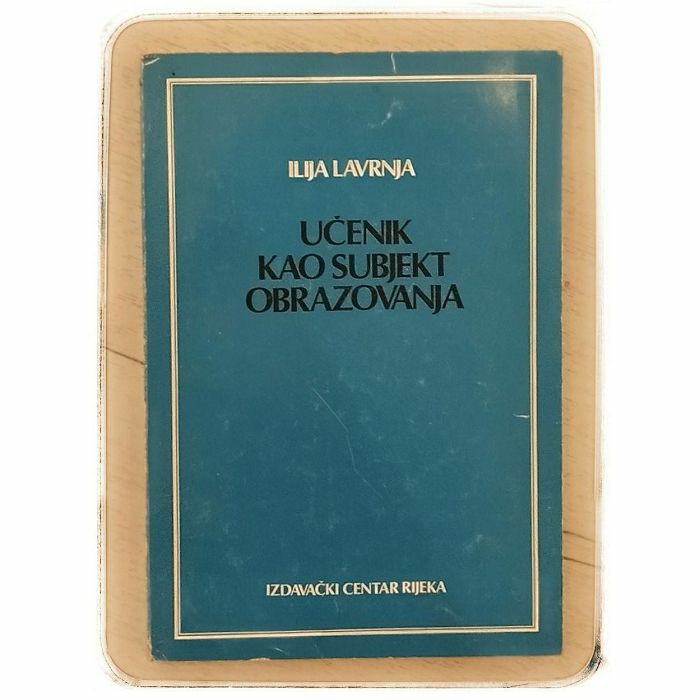 ILIJA LAVRNJA
UČENIK
KAO SUBJEKT
OBRAZOVANJA
IZDAVAČKI CENTAR RIJEKA